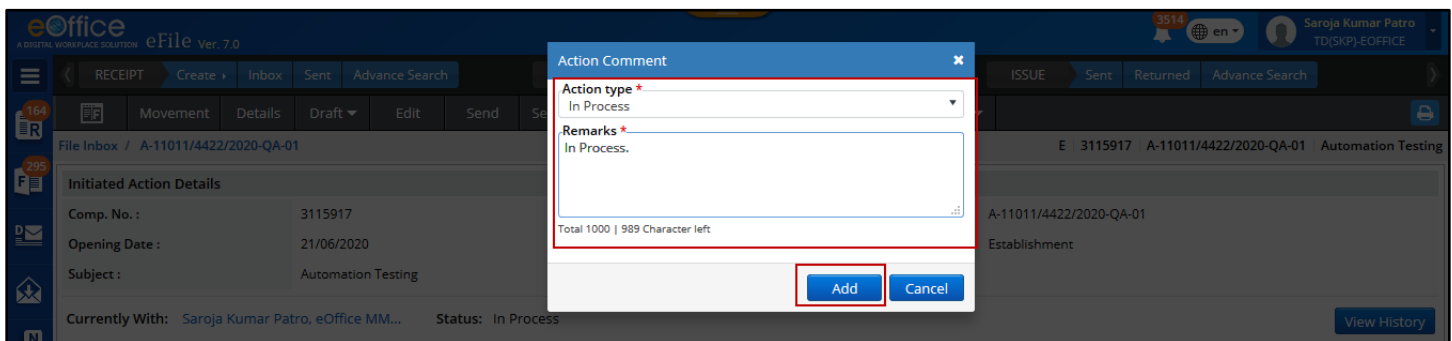 eOffice
A DIGITAL WORKPLACE SOLUTION eFile Ver. 7.0
3514
en
Saroja Kumar Patro
TD(SKP)-EOFFICE
RECEIPT Create Inbox Sent Advance Search
ISSUE Sent Returned Advance Search
Action Comment
Action type *
In Process
Remarks *
In Process.
Total 1000 | 989 Character left
Add Cancel
164
R
Movement Details Draft Edit Send Se
File Inbox / A-11011/4422/2020-QA-01
E 3115917 A-11011/4422/2020-QA-01 Automation Testing
295
F
Initiated Action Details
Comp. No. : 3115917 A-11011/4422/2020-QA-01
D
Opening Date : 21/06/2020 Establishment
Subject : Automation Testing
Currently With: Saroja Kumar Patro, eOffice MM... Status: In Process View History
N